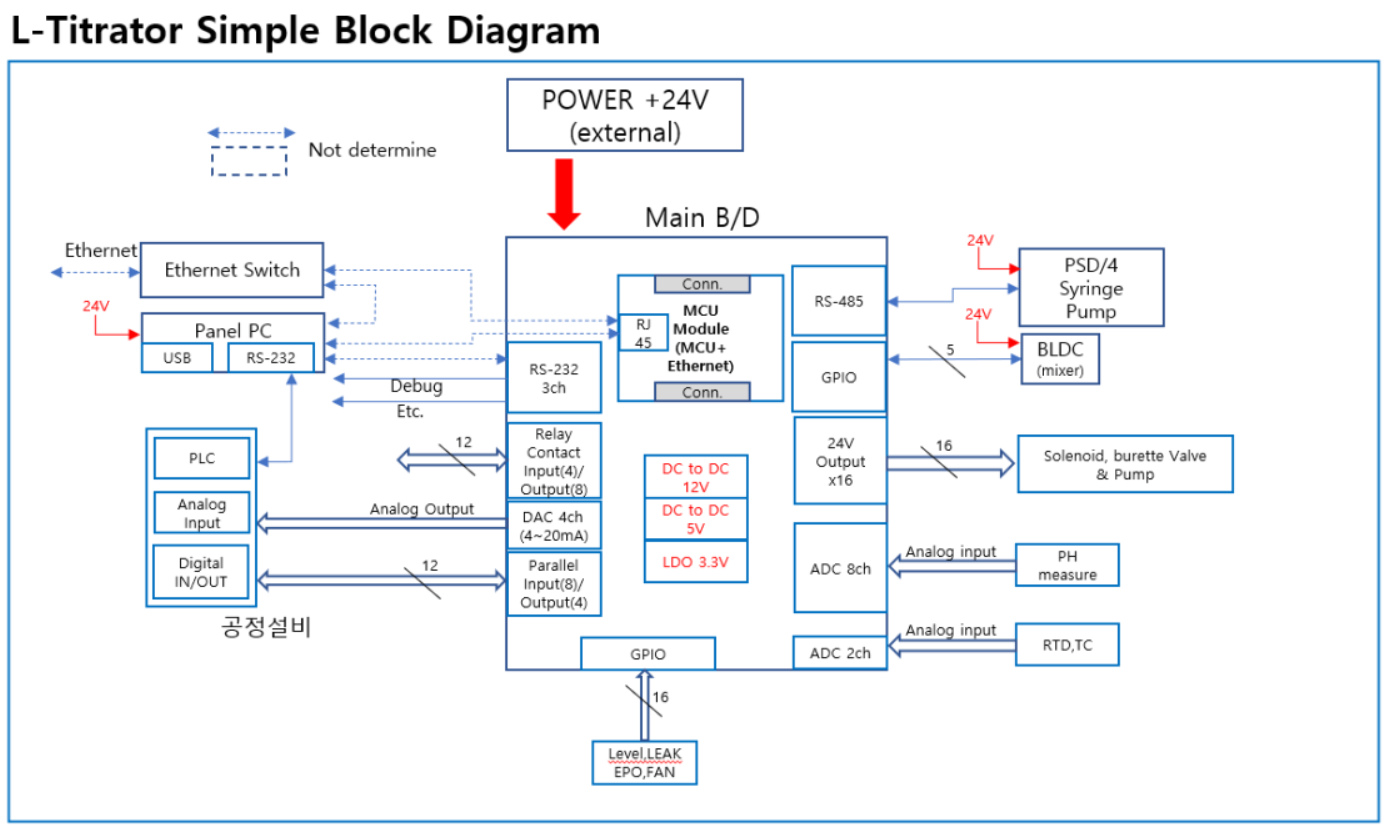 L-Titrator Simple Block Diagram
POWER +24V
(external)
Not determine
Main B/D
Ethernet
Ethernet Switch
24V
Panel PC
USB
RS-232
Debug
Etc.
PLC
Analog
Input
Digital
IN/OUT
공정설비
12
Analog Output
12
RS-232
3ch
Relay
Contact
Input(4)/
Output(8)
DAC 4ch
(4~20mA)
Parallel
Input(8)/
Output(4)
Conn.
RJ
45
MCU
Module
(MCU+
Ethernet)
Conn.
DC to DC
12V
DC to DC
5V
LDO 3.3V
GPIO
16
Level,LEAK
EPO,FAN
RS-485
GPIO
24V
Output
x16
ADC 8ch
ADC 2ch
24V
PSD/4
Syringe
Pump
24V
5
BLDC
(mixer)
16
Solenoid, burette Valve
& Pump
Analog input
PH
measure
Analog input
RTD,TC